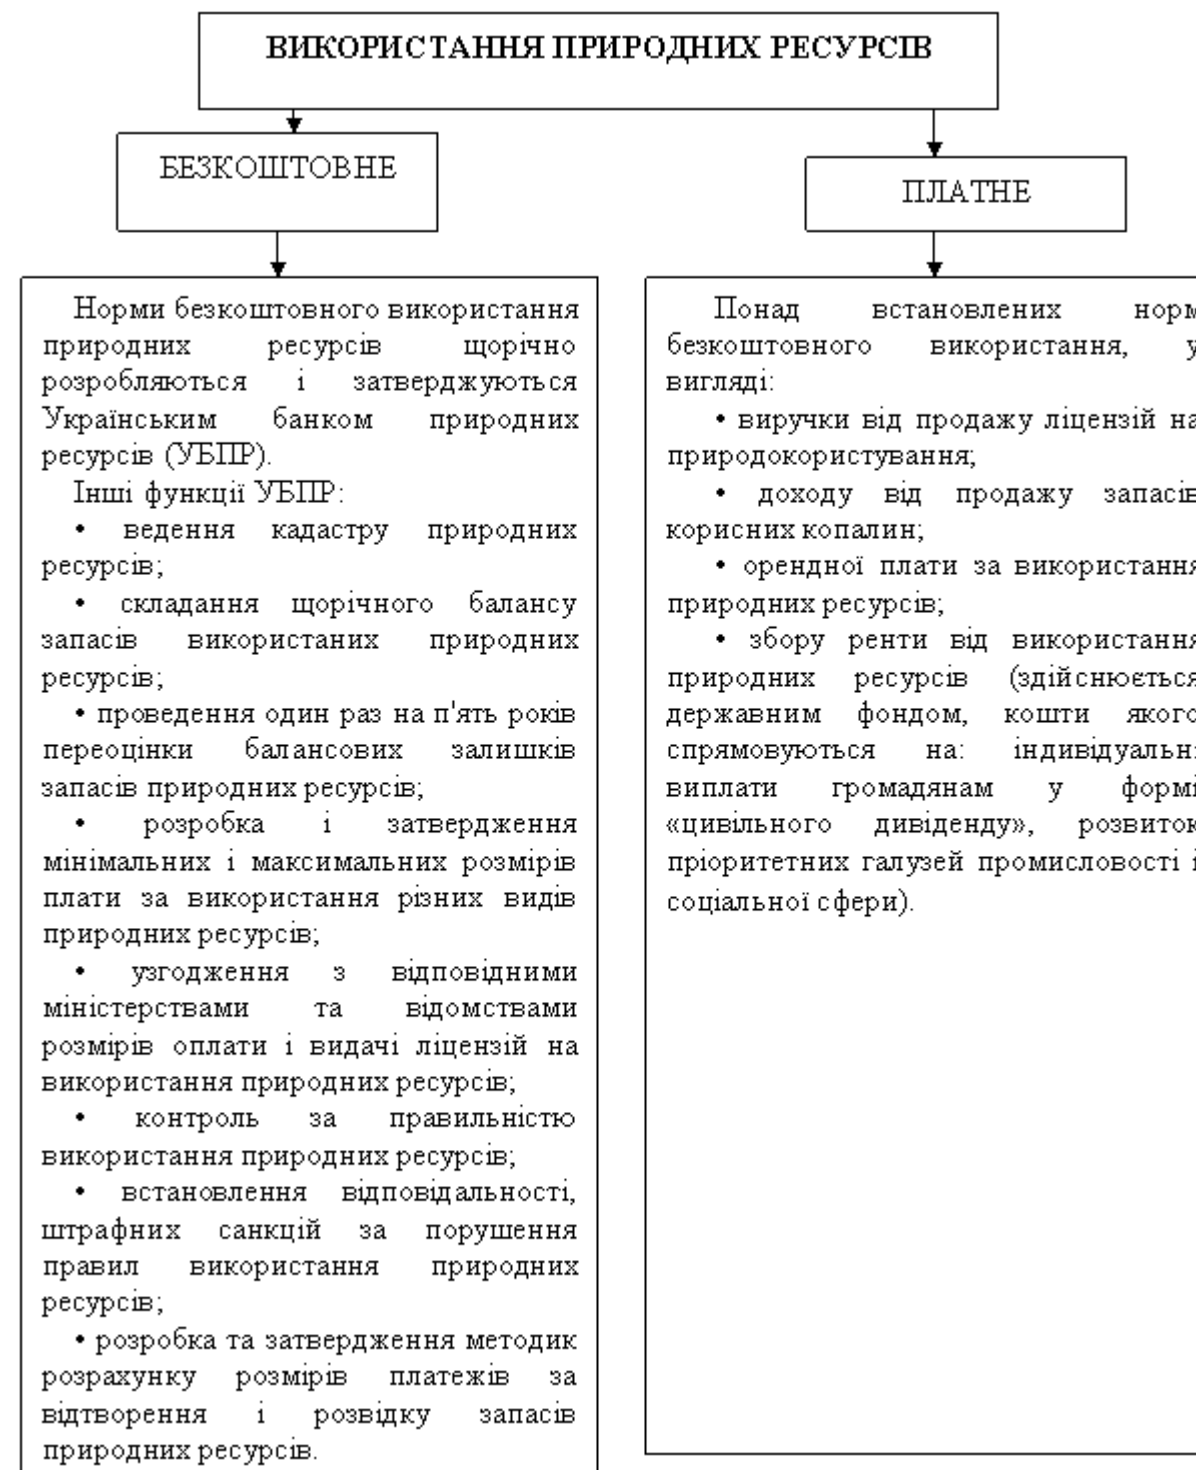 ВИКОРИСТАННЯ ПРИРОДНИХ РЕСУРСІВ
БЕЗКОШТОВНЕ
ПЛАТНЕ
Норми безкоштовного використання
природних ресурсів щорічно
розробляються і затверджуються
Українським банком природних
ресурсів (УБПР).
Інші функції УБПР:
• ведення кадастру природних
ресурсів;
• складання щорічного балансу
запасів використаних природних
ресурсів;
• проведення один раз на п'ять років
переоцінки балансових залишків
запасів природних ресурсів;
• розробка і затвердження
мінімальних і максимальних розмірів
плати за використання різних видів
природних ресурсів;
• узгодження з відповідними
міністерствами та відомствами
розмірів оплати і видачі ліцензій на
використання природних ресурсів;
• контроль за правильністю
використання природних ресурсів;
• встановлення відповідальності,
штрафних санкцій за порушення
правил використання природних
ресурсів;
• розробка та затвердження методик
розрахунку розмірів платежів за
відтворення і розвідку запасів
природних ресурсів.
Понад встановлених норм
безкоштовного використання, у
вигляді:
• виручки від продажу ліцензій на
природокористування;
• доходу від продажу запасів
корисних копалин;
• орендної плати за використання
природних ресурсів;
• збору ренти від використання
природних ресурсів (здійснюється
державним фондом, кошти якого
спрямовуються на: індивідуальні
виплати громадянам у формі
«цивільного дивіденду», розвиток
пріоритетних галузей промисловості і
соціальної сфери).